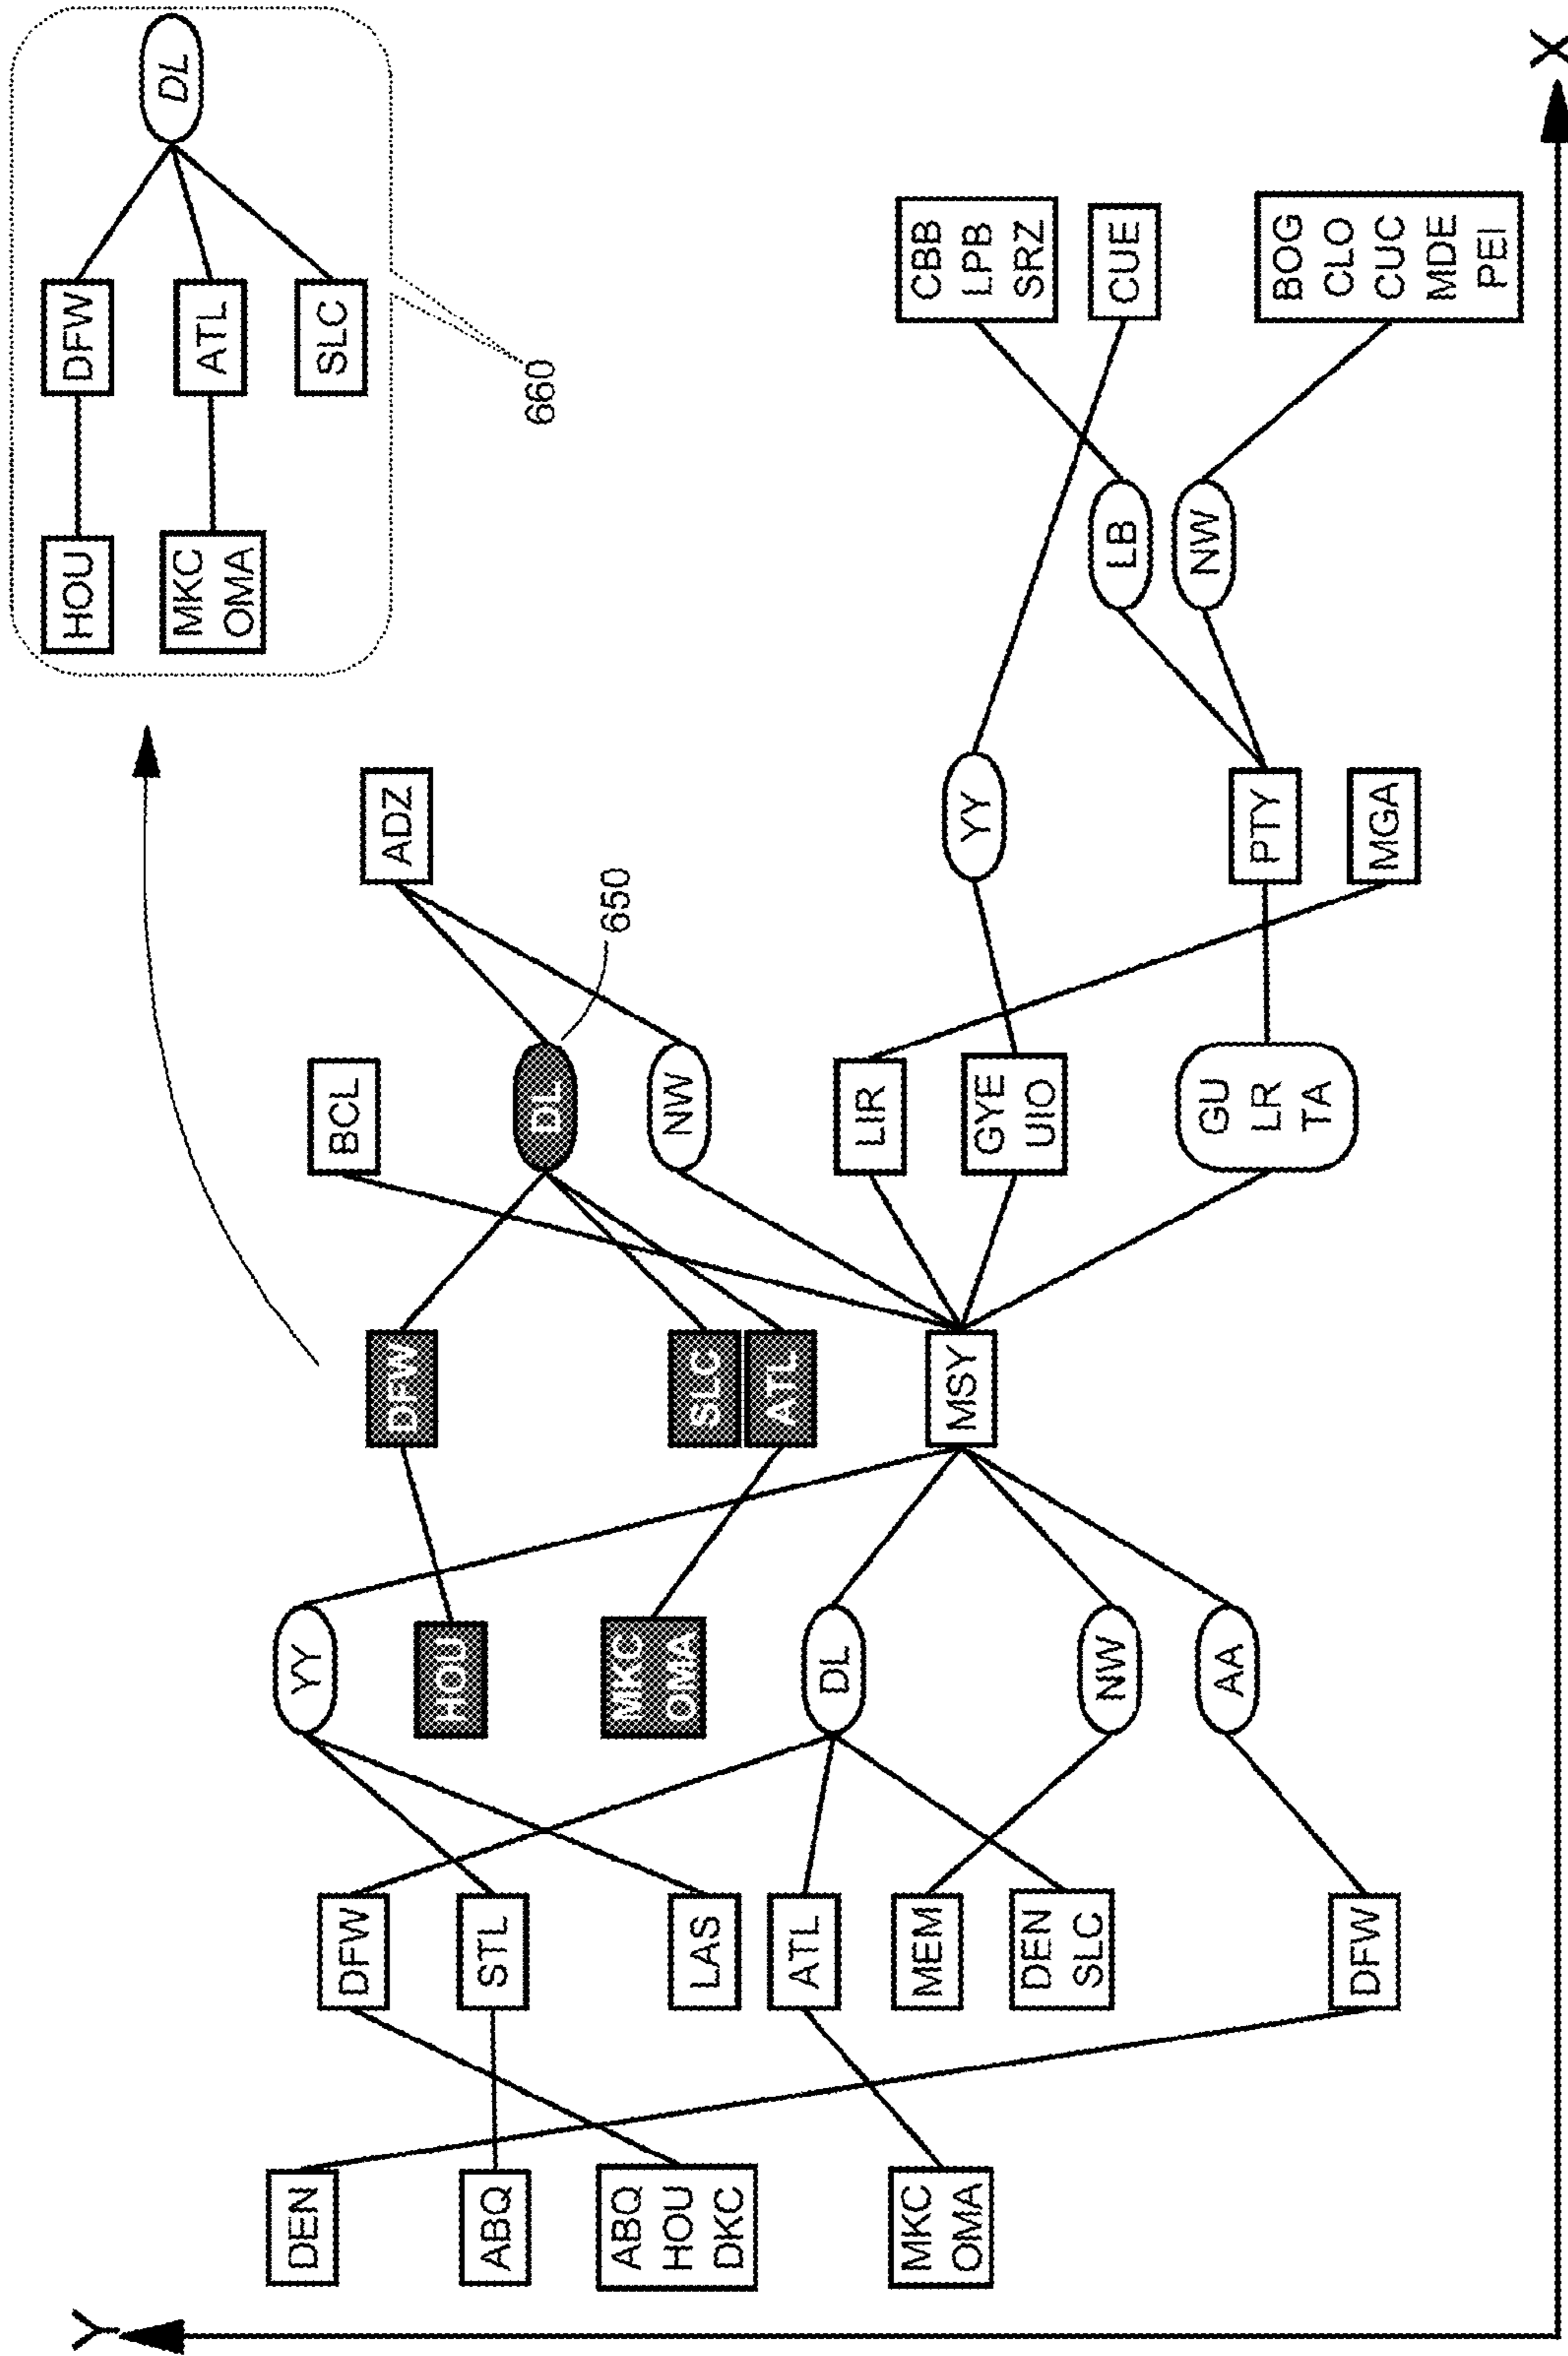 Y
DEN
ABQ
ABQ
HOU
DKC
MKC
OMA
DFW
STL
LAS
ATL
MEM
DEN
SLC
DFW
YY
HOU
MKC
OMA
DL
NW
AA
DFW
SLC
ATL
MSY
BCL
DL
650
NW
LIR
GYE
UIO
GU
LR
TA
ADZ
YY
PTY
MGA
LB
NW
CBB
LPB
SRZ
CUE
BOG
CLO
CUC
MDE
PEI
HOU
MKC
OMA
DFW
ATL
SLC
DL
660
X